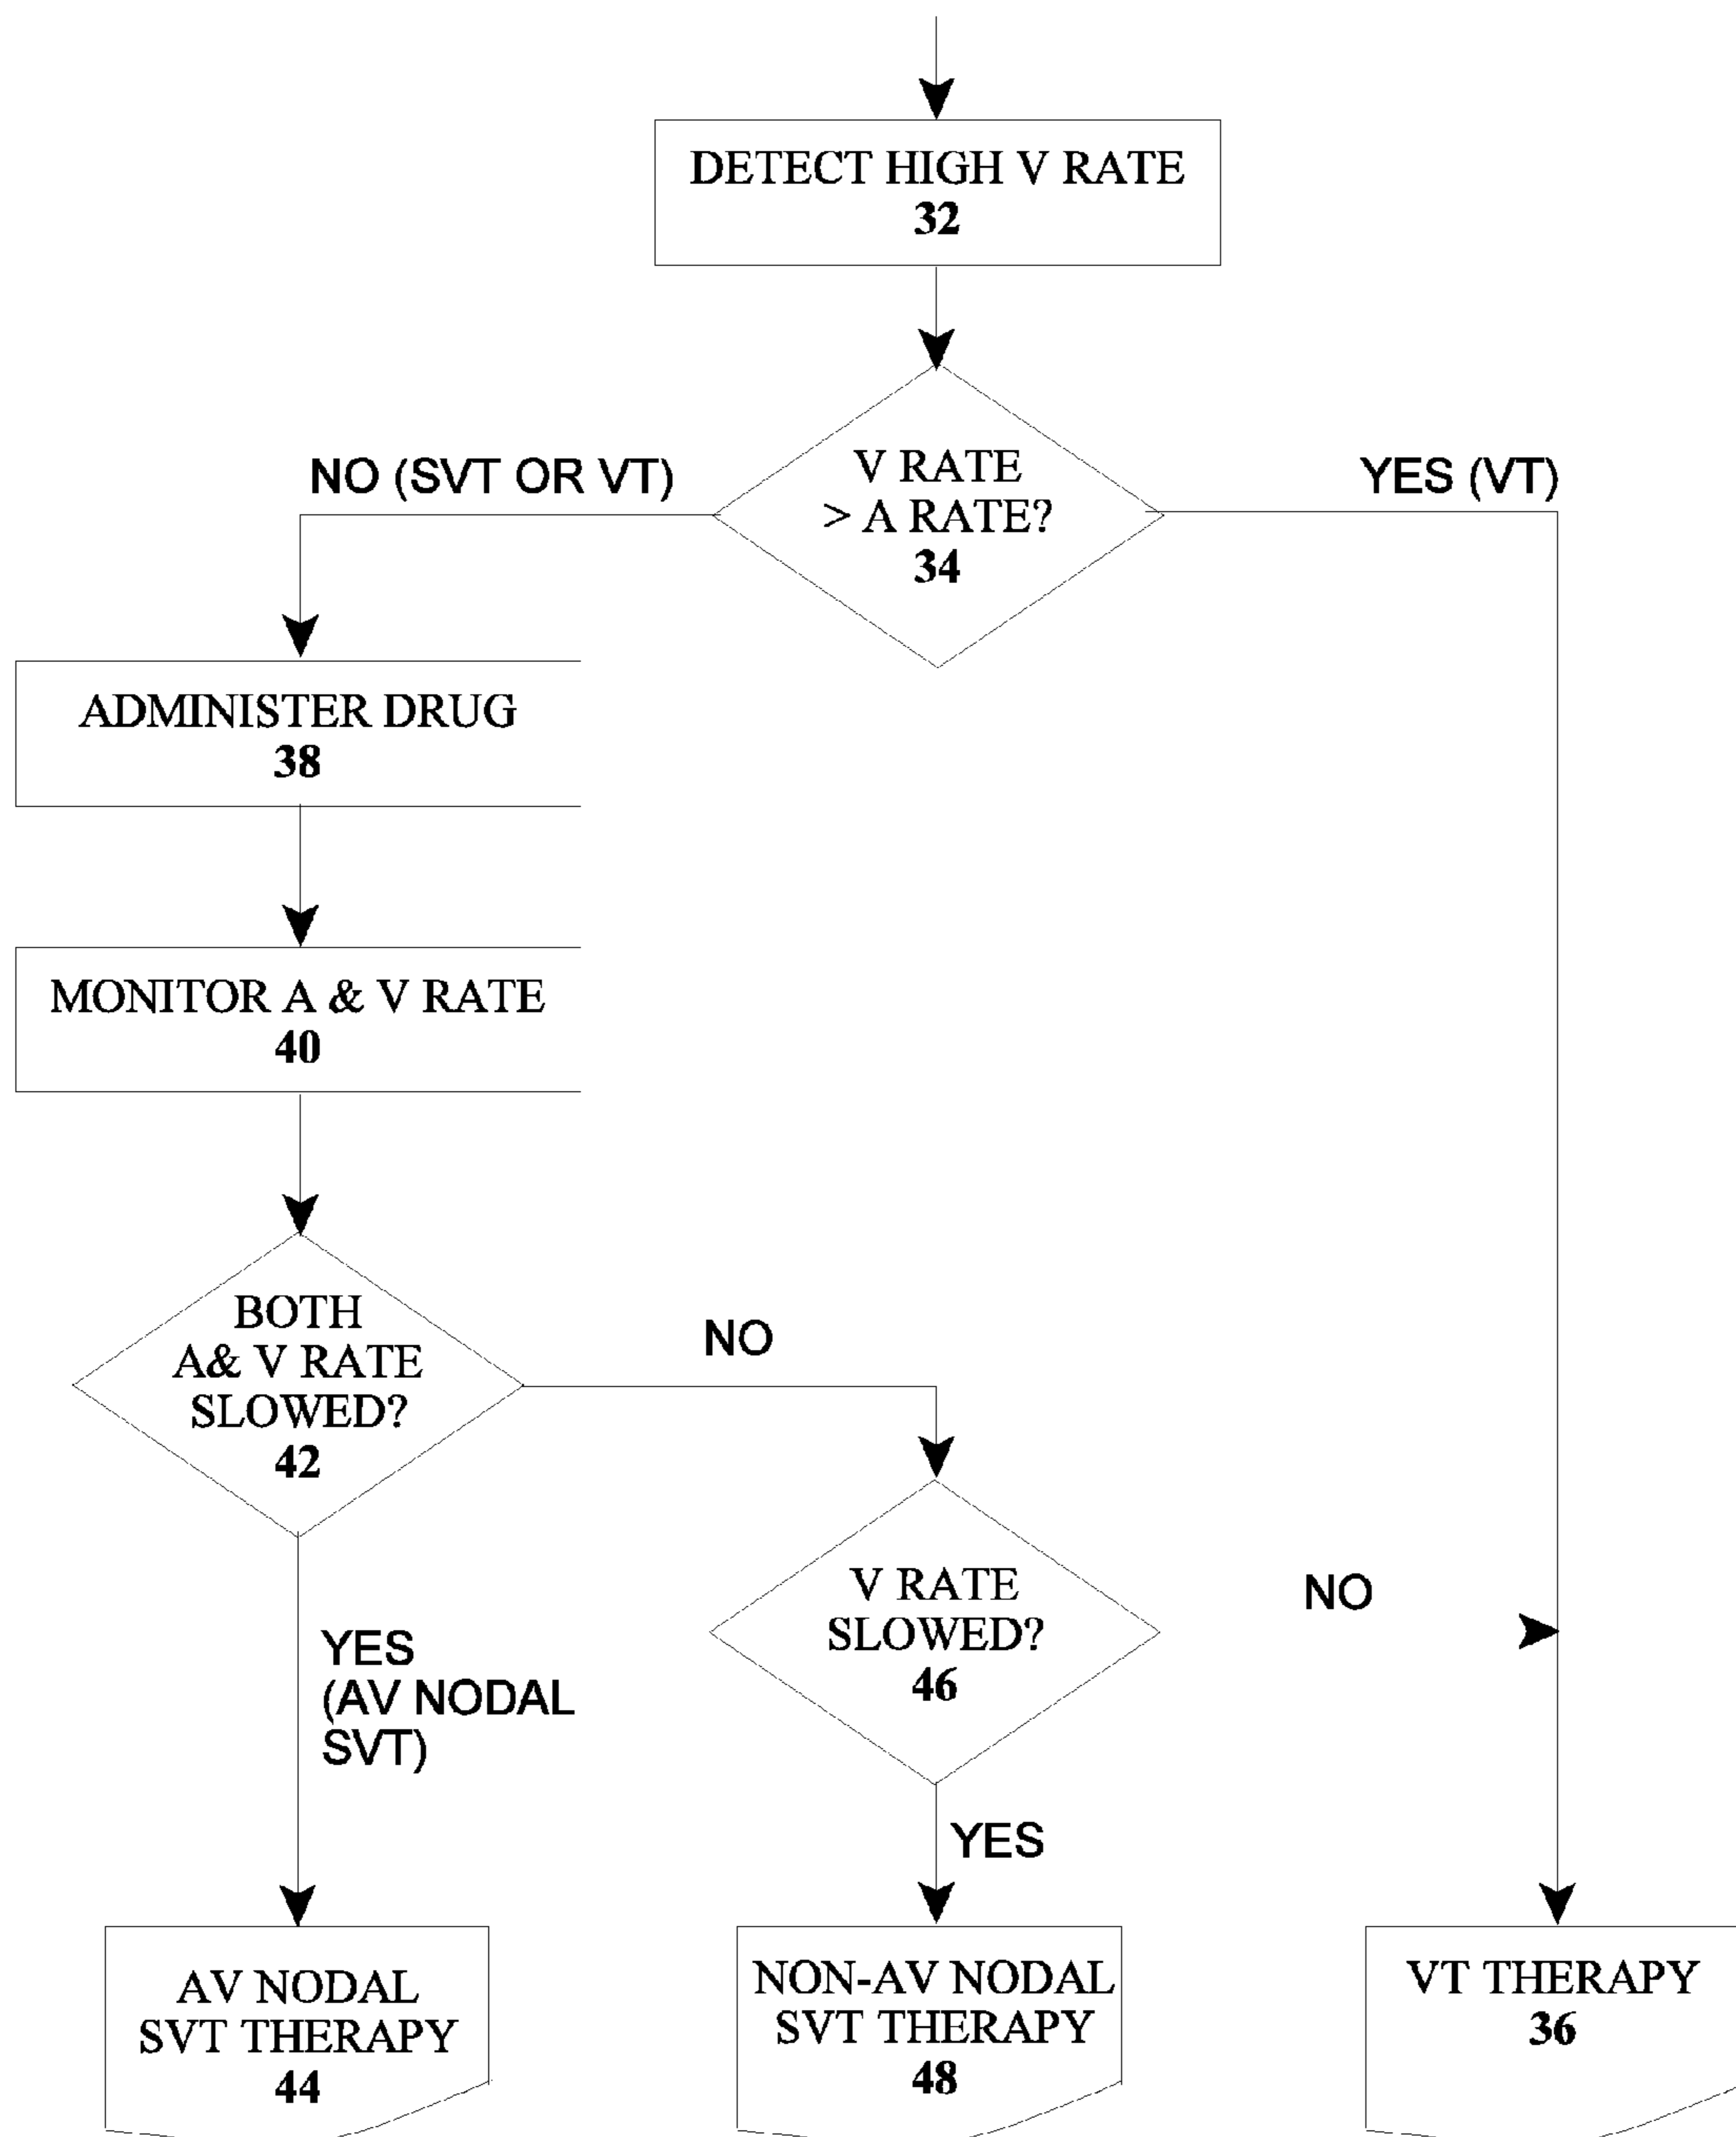 DETECT HIGH V RATE
32
V RATE
> A RATE?
34
NO (SVT OR VT)
YES (VT)
ADMINISTER DRUG
38
MONITOR A & V RATE
40
BOTH
A& V RATE
SLOWED?
42
NO
V RATE
SLOWED?
46
NO
YES
(AV NODAL
SVT)
YES
AV NODAL
SVT THERAPY
44
NON-AV NODAL
SVT THERAPY
48
VT THERAPY
36